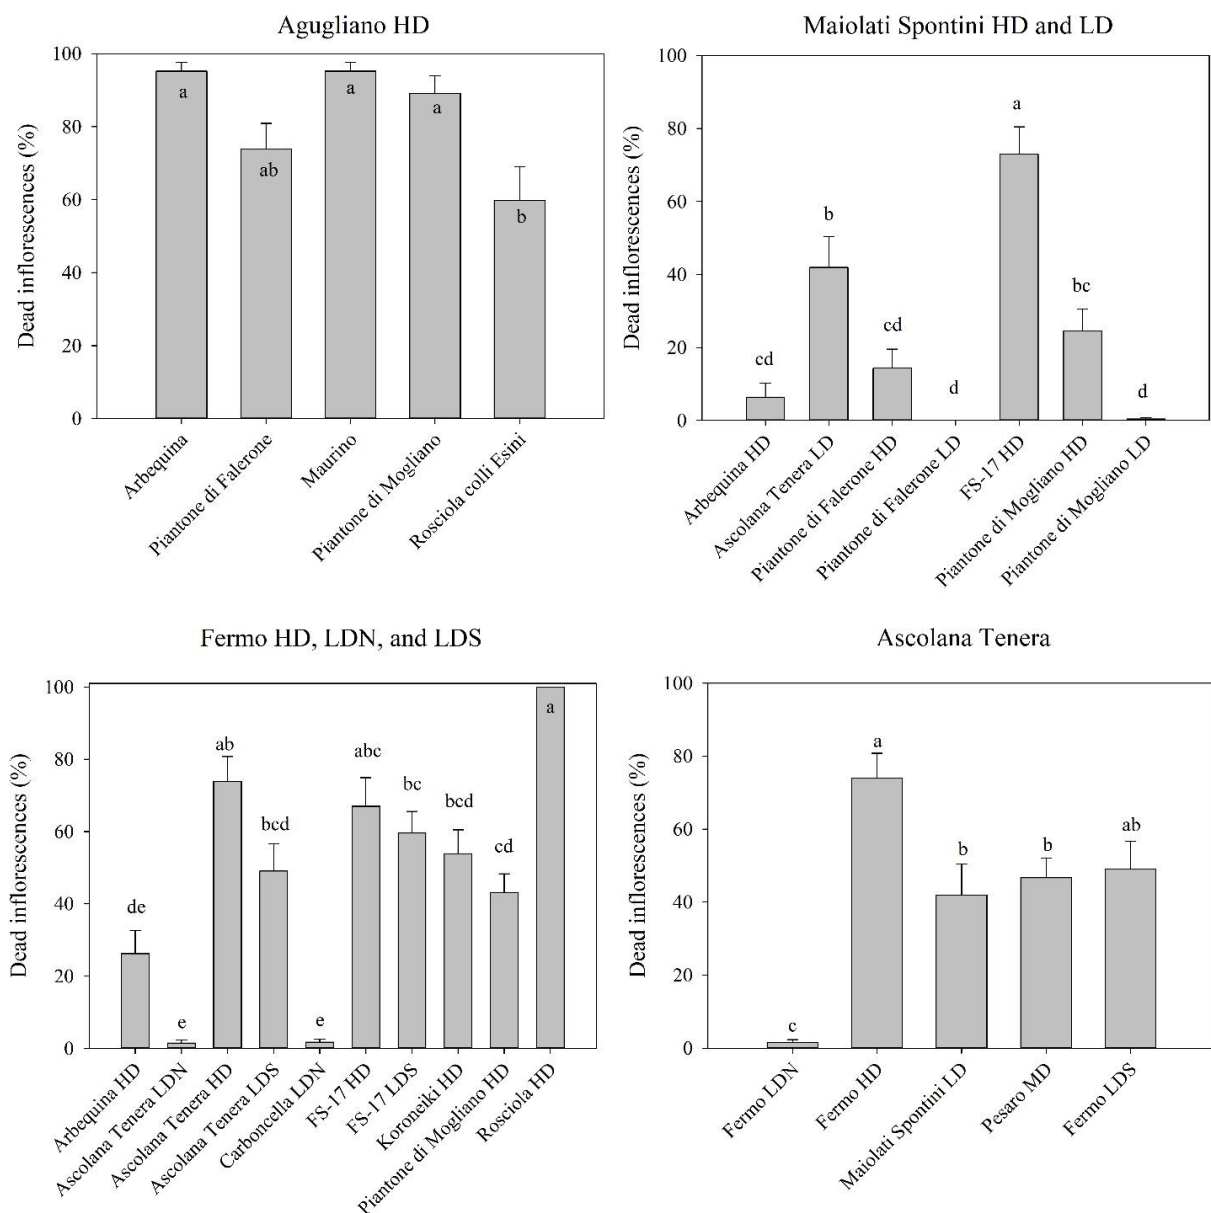 Agugliano HD
100
80
60
40
20
0
Dead inflorescences (%)
a
ab
a
a
b
Arbequina
Piantone di Falerone
Maurino
Piantone di Mogliano
Rosciola colli Esini
Maiolati Spontini HD and LD
100
80
60
40
20
0
Dead inflorescences (%)
cd
b
cd
d
a
bc
d
Arbequina HD
Ascolana Tenera LD
Piantone di Falerone HD
Piantone di Falerone LD
FS-17 HD
Piantone di Mogliano HD
Piantone di Mogliano LD
Fermo HD, LDN, and LDS
100
80
60
40
20
0
Dead inflorescences (%)
de
e
ab
bcd
e
abc
bc
bcd
cd
a
Arbequina HD
Ascolana Tenera LDN
Ascolana Tenera HD
Ascolana Tenera LDS
Carboncella LDN
FS-17 HD
FS-17 LDS
Koroneiki HD
Piantone di Mogliano HD
Rosciola HD
Ascolana Tenera
100
80
60
40
20
0
Dead inflorescences (%)
c
a
b
b
ab
Fermo LDN
Fermo HD
Maiolati Spontini LD
Pesaro MD
Fermo LDS